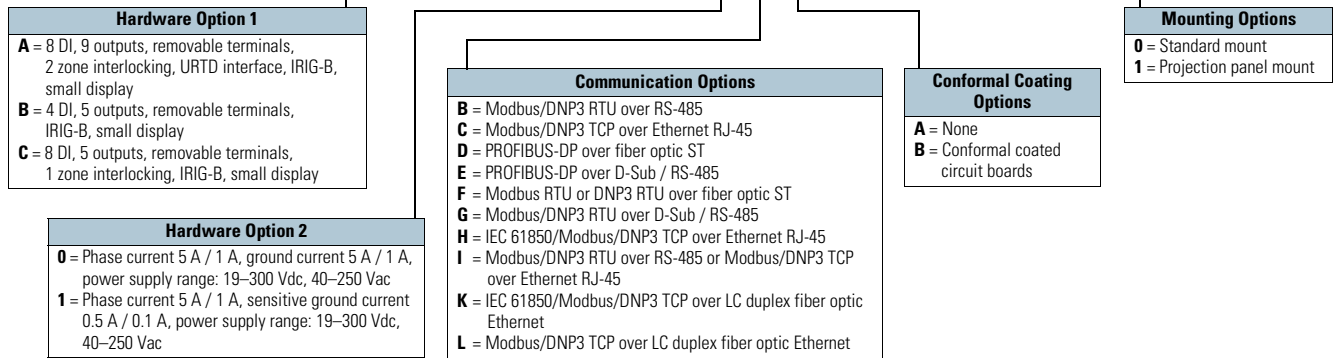 Hardware Option 1
A = 8 DI, 9 outputs, removable terminals,
2 zone interlocking, URTD interface, IRIG-B,
small display
B = 4 DI, 5 outputs, removable terminals,
IRIG-B, small display
C = 8 DI, 5 outputs, removable terminals,
1 zone interlocking, IRIG-B, small display
Hardware Option 2
0 = Phase current 5 A / 1 A, ground current 5 A / 1 A,
power supply range: 19–300 Vdc, 40–250 Vac
1 = Phase current 5 A / 1 A, sensitive ground current
0.5 A / 0.1 A, power supply range: 19–300 Vdc,
40–250 Vac
Communication Options
B = Modbus/DNP3 RTU over RS-485
C = Modbus/DNP3 TCP over Ethernet RJ-45
D = PROFIBUS-DP over fiber optic ST
E = PROFIBUS-DP over D-Sub / RS-485
F = Modbus RTU or DNP3 RTU over fiber optic ST
G = Modbus/DNP3 RTU over D-Sub / RS-485
H = IEC 61850/Modbus/DNP3 TCP over Ethernet RJ-45
I = Modbus/DNP3 RTU over RS-485 or Modbus/DNP3 TCP
over Ethernet RJ-45
K = IEC 61850/Modbus/DNP3 TCP over LC duplex fiber optic
Ethernet
L = Modbus/DNP3 TCP over LC duplex fiber optic Ethernet
Conformal Coating
Options
A = None
B = Conformal coated
circuit boards
Mounting Options
0 = Standard mount
1 = Projection panel mount